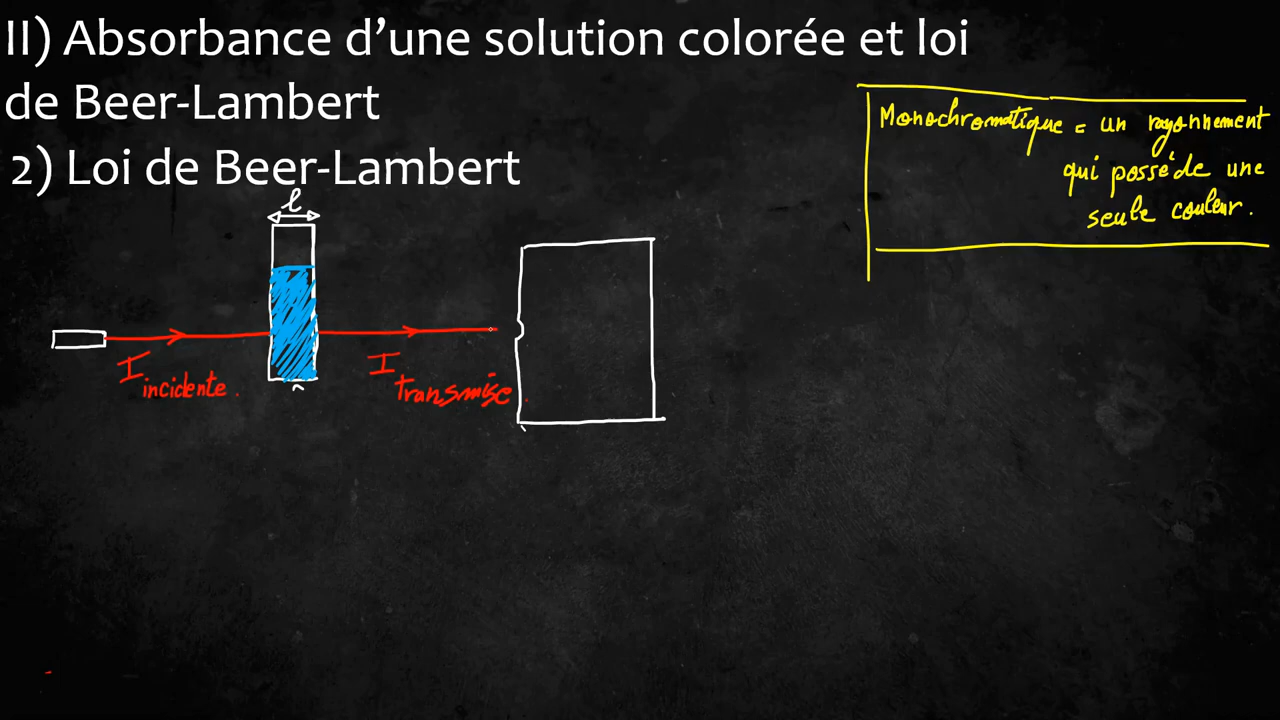 II) Absorbance d'une solution colorée et loi
de Beer-Lambert
2) Loi de Beer-Lambert
Monochromatique = un rayonnement
qui possède une
seule couleur.
l
I incidente.
I transmise.